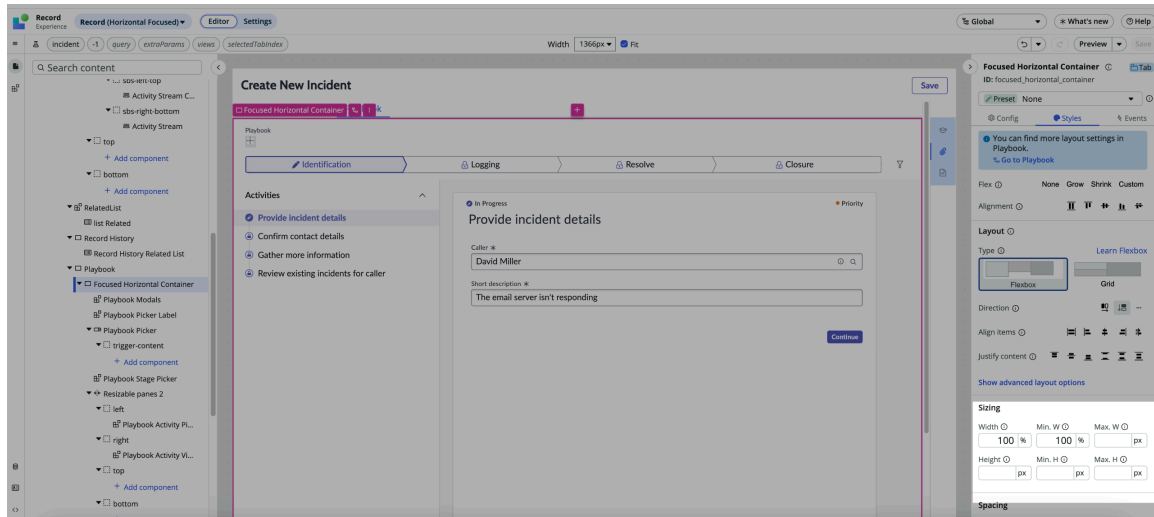 Record
Experience
Record (Horizontal Focused)
Editor
Settings
Global
What's new
Help
incident
-1
query
extraParams
views
selectedTabIndex
Width 1366px
Fit
Preview
Save
Search content
sbs-left-top
Activity Stream C...
sbs-right-bottom
Activity Stream
top
+ Add component
bottom
+ Add component
RelatedList
list Related
Record History
Record History Related List
Playbook
Focused Horizontal Container
Playbook Modals
Playbook Picker Label
Playbook Picker
trigger-content
+ Add component
Playbook Stage Picker
Resizable panes 2
left
Playbook Activity Pi...
right
Playbook Activity Vi...
top
+ Add component
bottom
Create New Incident
Save
Focused Horizontal Container
k
Playbook
Identification
Logging
Resolve
Closure
Activities
Provide incident details
Confirm contact details
Gather more information
Review existing incidents for caller
In Progress
Priority
Provide incident details
Caller *
David Miller
Short description *
The email server isn't responding
Continue
Focused Horizontal Container
Tab
ID: focused_horizontal_container
Preset None
Config
Styles
Events
You can find more layout settings in
Playbook.
Go to Playbook
Flex
None Grow Shrink Custom
Alignment
Layout
Type
Learn Flexbox
Flexbox
Grid
Direction
Align items
Justify content
Show advanced layout options
Sizing
Width Min. W Max. W
100 % 100 % px
Height Min. H Max. H
px px px
Spacing